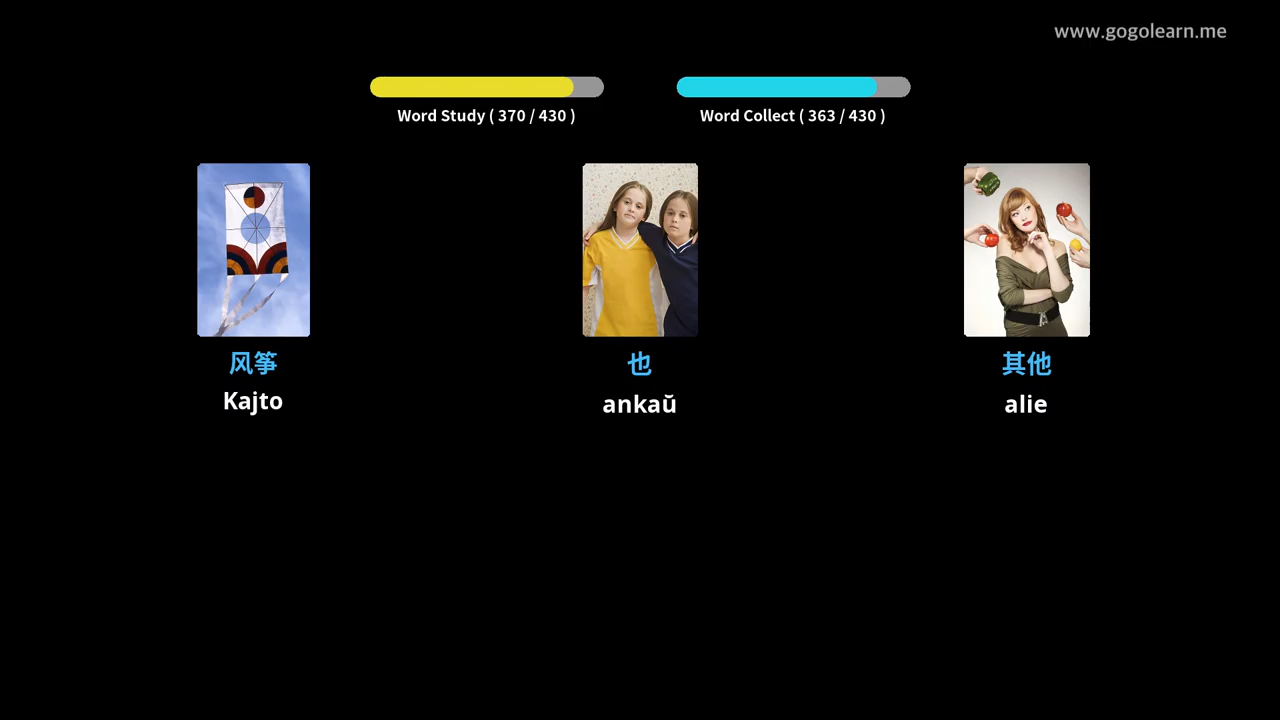 www.gogolearn.me
Word Study ( 370 / 430 )
Word Collect ( 363 / 430 )
风筝
也
其他
Kajto
ankaŭ
alie